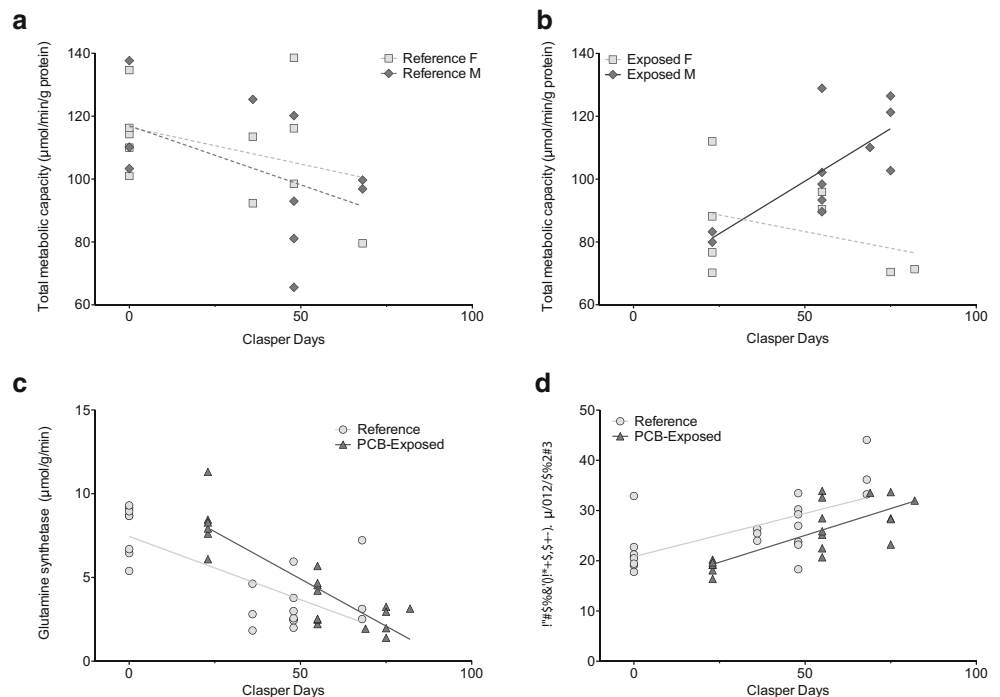 a
Total metabolic capacity (µmol/min/g protein)
140
120
100
80
60
0
50
100
Clasper Days
Reference F
Reference M
b
Total metabolic capacity (µmol/min/g protein)
140
120
100
80
60
0
50
100
Clasper Days
Exposed F
Exposed M
c
Glutamine synthetase (µmol/g/min)
15
10
5
0
0
50
100
Clasper Days
Reference
PCB-Exposed
d
50
40
30
20
10
0
0
50
100
Clasper Days
Reference
PCB-Exposed